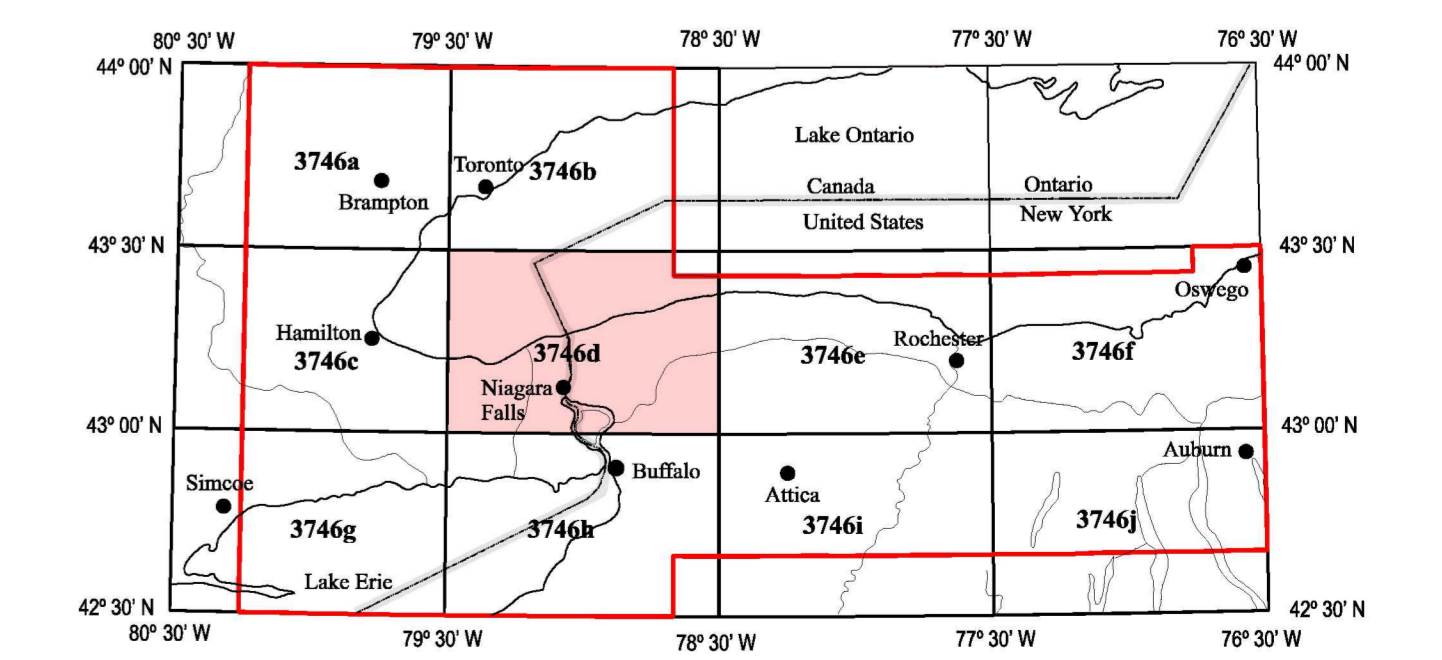 80º 30' W 79º 30' W 78º 30' W 77º 30' W 76º 30' W
44º 00' N 44º 00' N
Lake Ontario
3746a Toronto 3746b
Brampton
Canada Ontario
United States New York
43º 30' N 43º 30' N
Oswego
Hamilton Rochester
3746c 3746d 3746e 3746f
Niagara
Falls
43º 00' N 43º 00' N
Auburn
Buffalo
Simcoe Attica
3746g 3746h 3746i 3746j
Lake Erie
42º 30' N 42º 30' N
80º 30' W 79º 30' W 78º 30' W 77º 30' W 76º 30' W